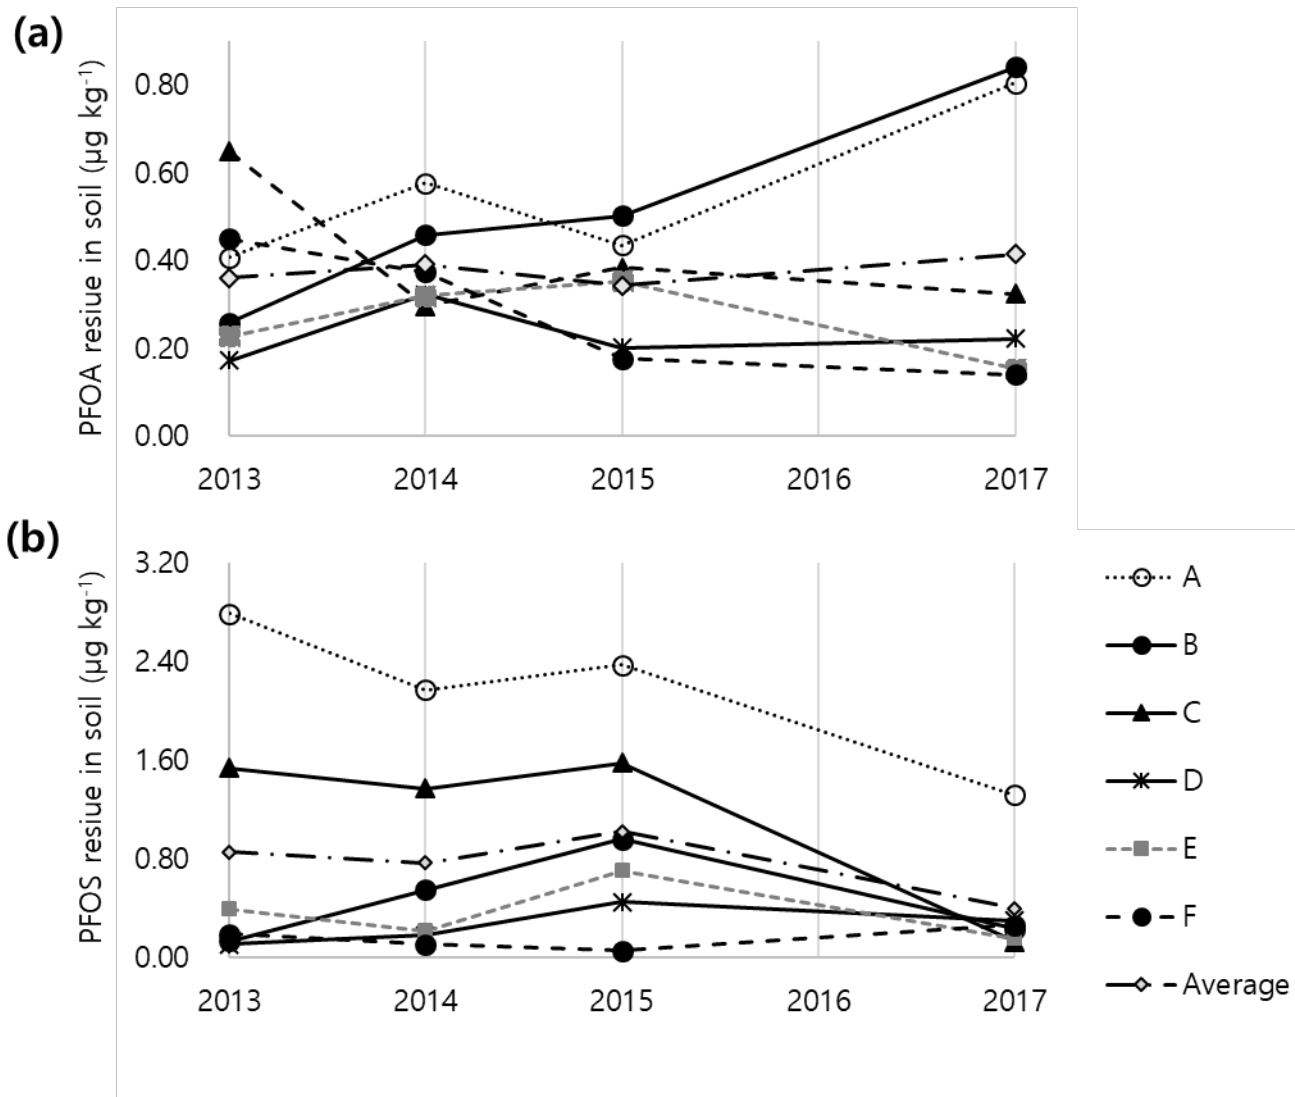 (a)
PFOA resiue in soil (µg kg⁻¹)
0.80
0.60
0.40
0.20
0.00
2013 2014 2015 2016 2017
(b)
PFOS resiue in soil (µg kg⁻¹)
3.20
2.40
1.60
0.80
0.00
2013 2014 2015 2016 2017
A
B
C
D
E
F
Average